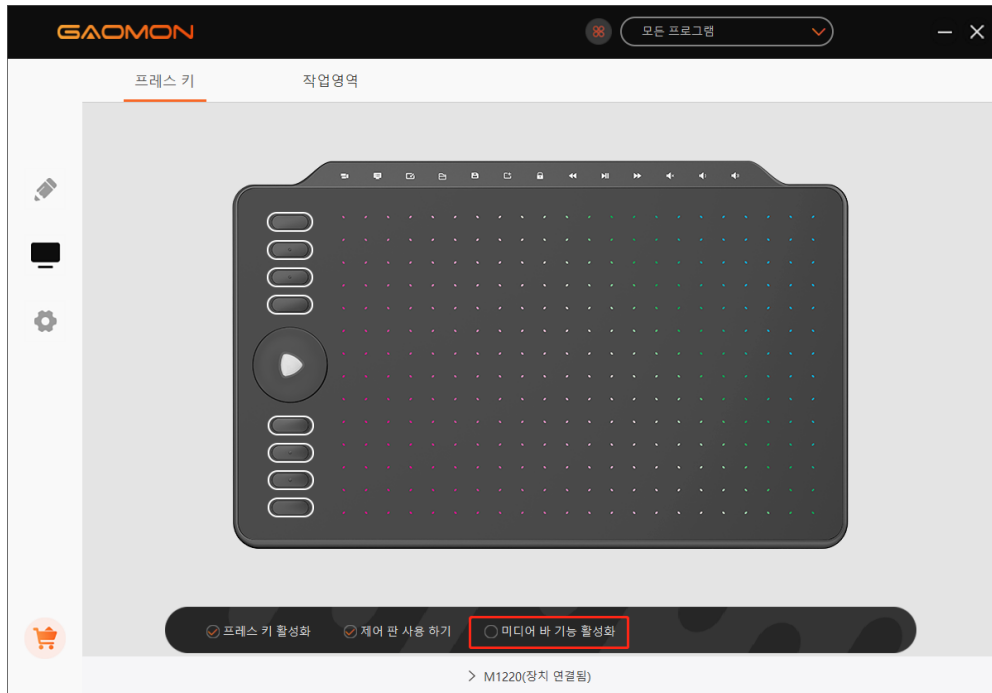 GAOMON
모든 프로그램
프레스 키
작업영역
프레스 키 활성화
제어 판 사용 하기
미디어 바 기능 활성화
M1220(장치 연결됨)